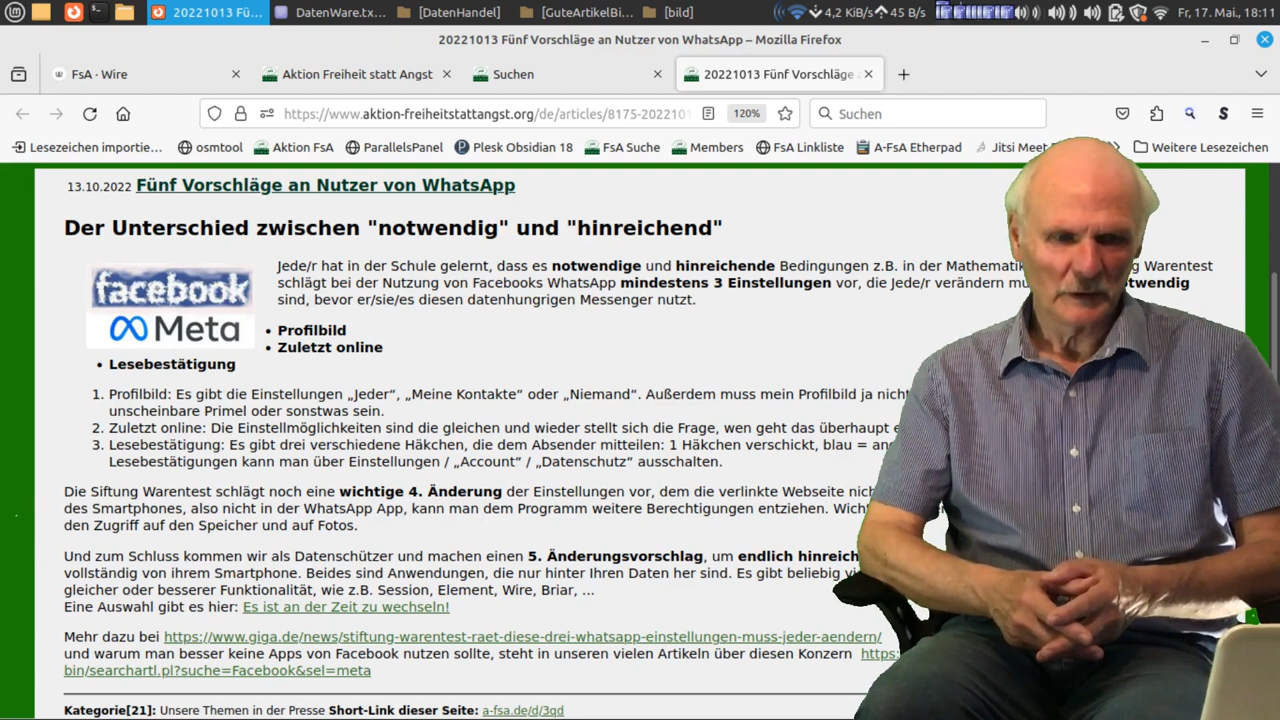 20221013 Fü
DatenWare.tx...
[DatenHandel]
[GuteArtikelBi...
[bild]
4,2 KiB/s
45 B/s
Fr, 17. Mai., 18:11
20221013 Fünf Vorschläge an Nutzer von WhatsApp – Mozilla Firefox
FsA · Wire
Aktion Freiheit statt Angst
Suchen
20221013 Fünf Vorschläge
https://www.aktion-freiheitstattangst.org/de/articles/8175-2022101
120%
Suchen
Lesezeichen importie...
osmtool
Aktion FsA
ParallelsPanel
Plesk Obsidian 18
FsA Suche
Members
FsA Linkliste
A-FsA Etherpad
Jitsi Meet
Weitere Lesezeichen
13.10.2022 Fünf Vorschläge an Nutzer von WhatsApp
Der Unterschied zwischen "notwendig" und "hinreichend"
facebook
Meta
Jede/r hat in der Schule gelernt, dass es notwendige und hinreichende Bedingungen z.B. in der Mathematik Warentest
schlägt bei der Nutzung von Facebooks WhatsApp mindestens 3 Einstellungen vor, die Jede/r verändern
sind, bevor er/sie/es diesen datenhungrigen Messenger nutzt.
• Profilbild
• Zuletzt online
• Lesebestätigung
1. Profilbild: Es gibt die Einstellungen „Jeder“, „Meine Kontakte“ oder „Niemand“. Außerdem muss mein Profilbild ja nicht
unscheinbare Primel oder sonstwas sein.
2. Zuletzt online: Die Einstellmöglichkeiten sind die gleichen und wieder stellt sich die Frage, wen geht das überhaupt
3. Lesebestätigung: Es gibt drei verschiedene Häkchen, die dem Absender mitteilen: 1 Häkchen verschickt, blau =
Lesebestätigungen kann man über Einstellungen / „Account“ / „Datenschutz“ ausschalten.
Die Siftung Warentest schlägt noch eine wichtige 4. Änderung der Einstellungen vor, dem die verlinkte Webseite
des Smartphones, also nicht in der WhatsApp App, kann man dem Programm weitere Berechtigungen entziehen.
den Zugriff auf den Speicher und auf Fotos.
Und zum Schluss kommen wir als Datenschützer und machen einen 5. Änderungsvorschlag, um endlich
vollständig von ihrem Smartphone. Beides sind Anwendungen, die nur hinter Ihren Daten her sind. Es gibt beliebig
gleicher oder besserer Funktionalität, wie z.B. Session, Element, Wire, Briar, ...
Eine Auswahl gibt es hier: Es ist an der Zeit zu wechseln!
Mehr dazu bei https://www.giga.de/news/stiftung-warentest-raet-diese-drei-whatsapp-einstellungen-muss-jeder-aendern/
und warum man besser keine Apps von Facebook nutzen sollte, steht in unseren vielen Artikeln über diesen Konzern https:
bin/searchartl.pl?suche=Facebook&sel=meta
Kategorie[21]: Unsere Themen in der Presse Short-Link dieser Seite: a-fsa.de/d/3qd